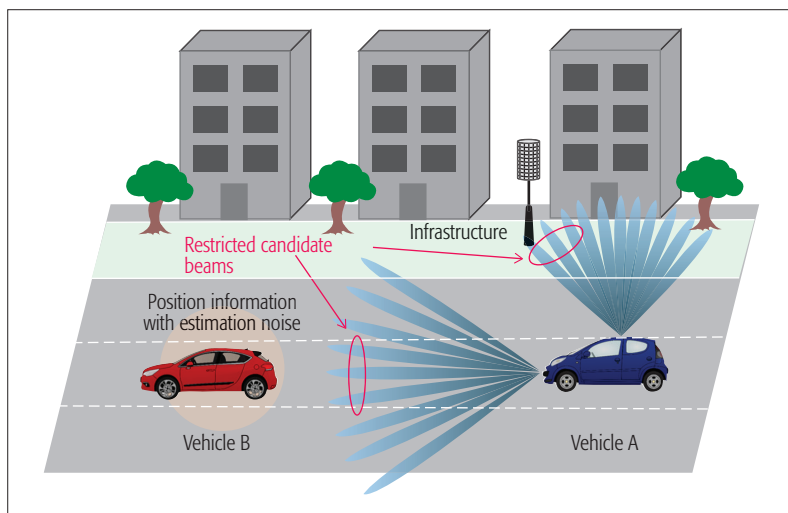 Infrastructure
Restricted candidate
beams
Position information
with estimation noise
Vehicle B
Vehicle A